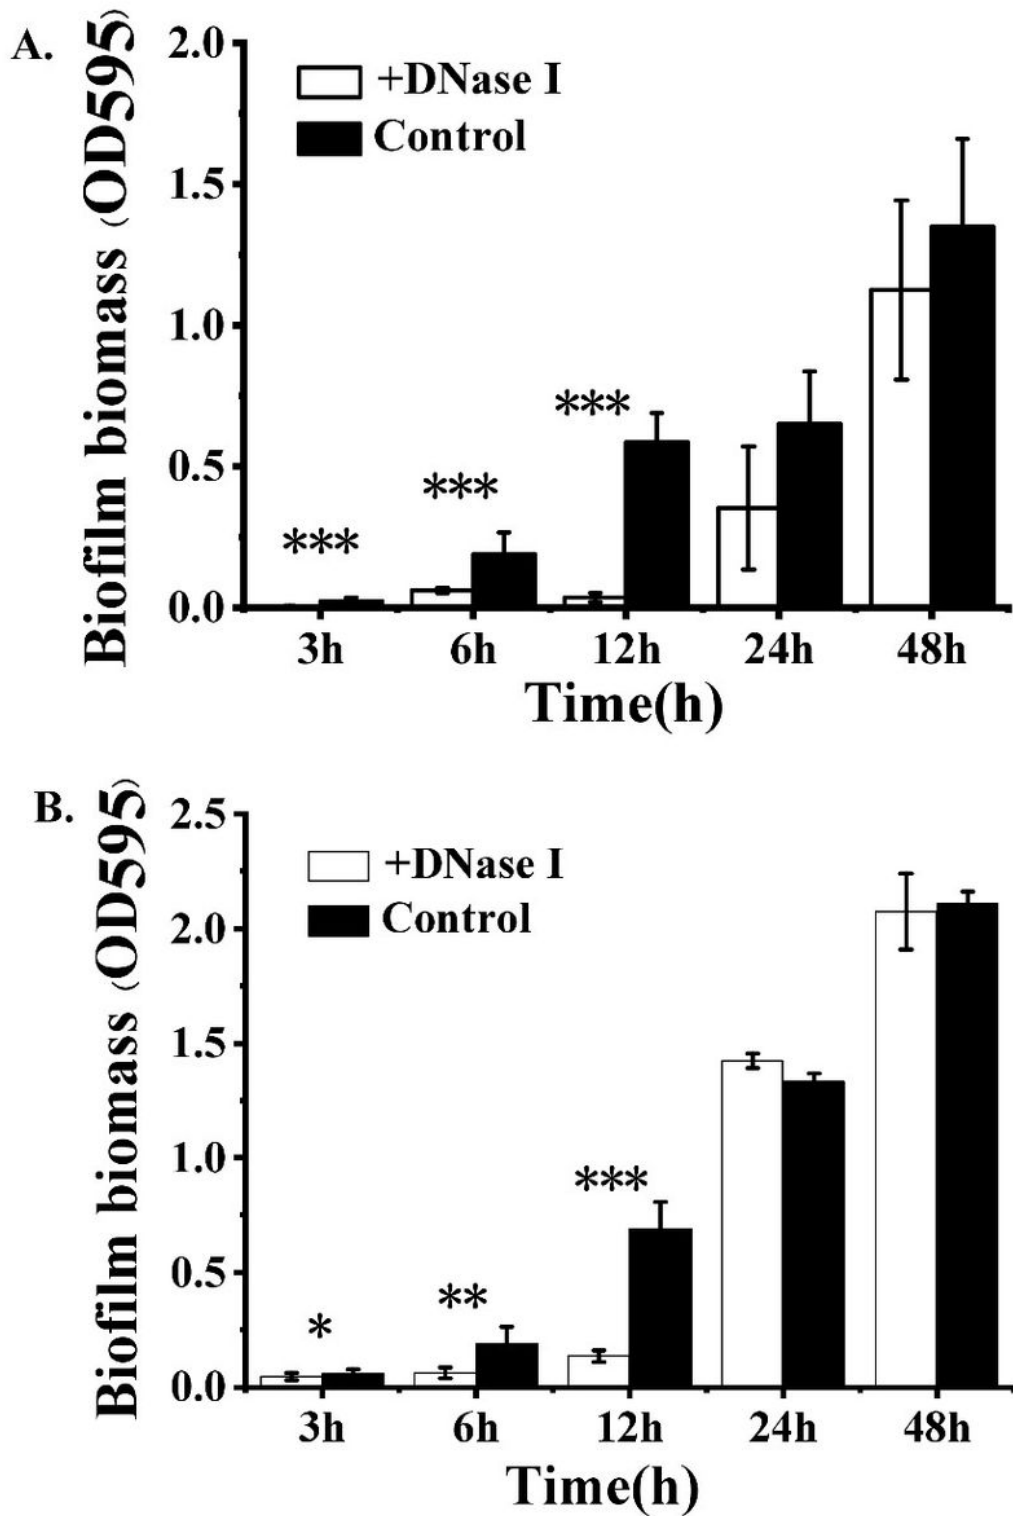 A.
Biofilm biomass (OD595)
2.0
1.5
1.0
0.5
0.0
+DNase I
Control
***
***
***
3h 6h 12h 24h 48h
Time(h)
B.
Biofilm biomass (OD595)
2.5
2.0
1.5
1.0
0.5
0.0
+DNase I
Control
*
**
***
3h 6h 12h 24h 48h
Time(h)